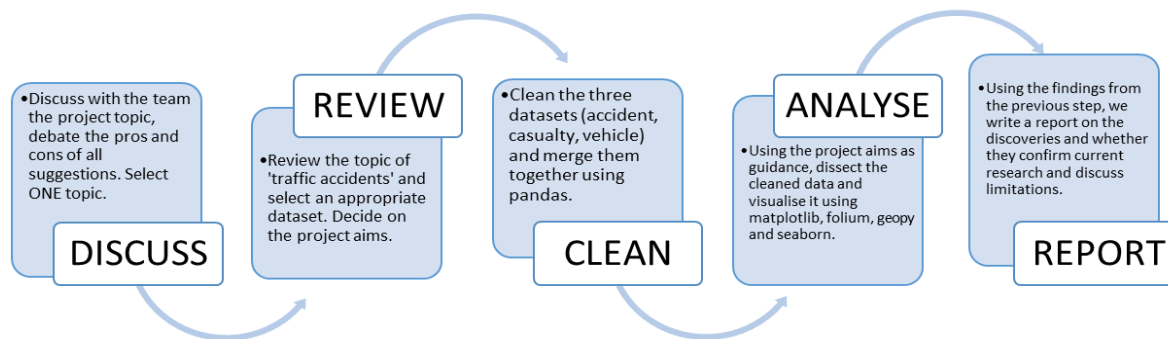 •Discuss with the team
the project topic,
debate the pros and
cons of all
suggestions. Select
ONE topic.
DISCUSS
REVIEW
•Review the topic of
'traffic accidents' and
select an appropriate
dataset. Decide on
the project aims.
•Clean the three
datasets (accident,
casualty, vehicle)
and merge them
together using
pandas.
CLEAN
ANALYSE
•Using the project aims as
guidance, dissect the
cleaned data and
visualise it using
matplotlib, folium, geopy
and seaborn.
•Using the findings from
the previous step, we
write a report on the
discoveries and whether
they confirm current
research and discuss
limitations.
REPORT